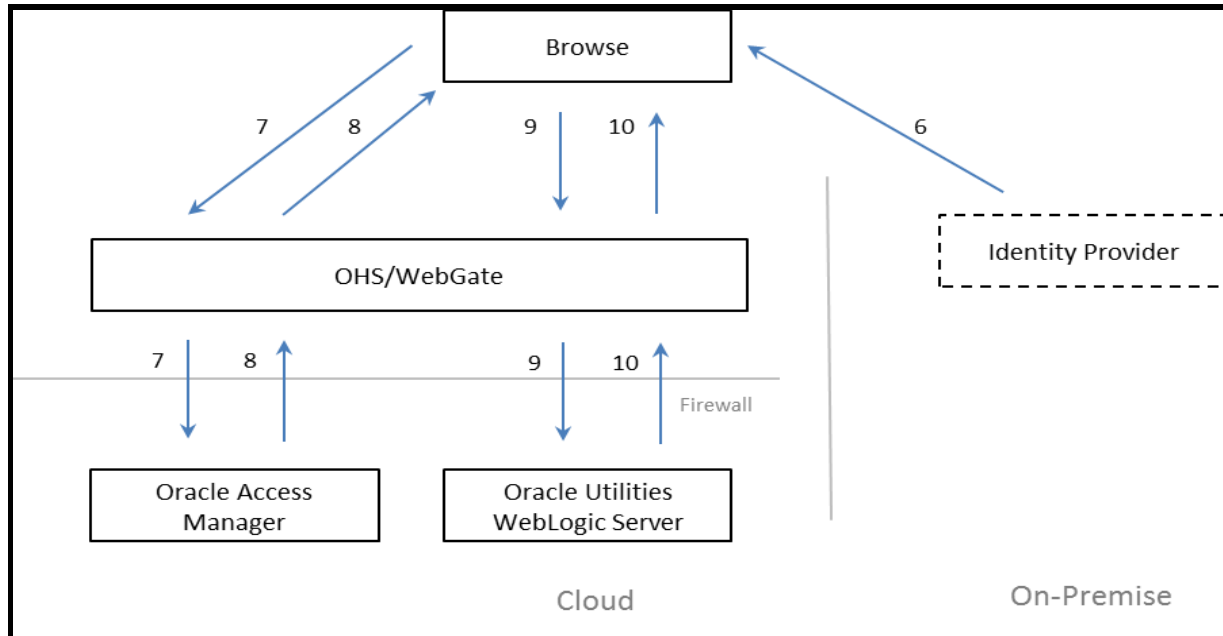 Browse
7
8
9
10
6
OHS/WebGate
Identity Provider
7
8
9
10
Firewall
Oracle Access
Manager
Oracle Utilities
WebLogic Server
Cloud
On-Premise